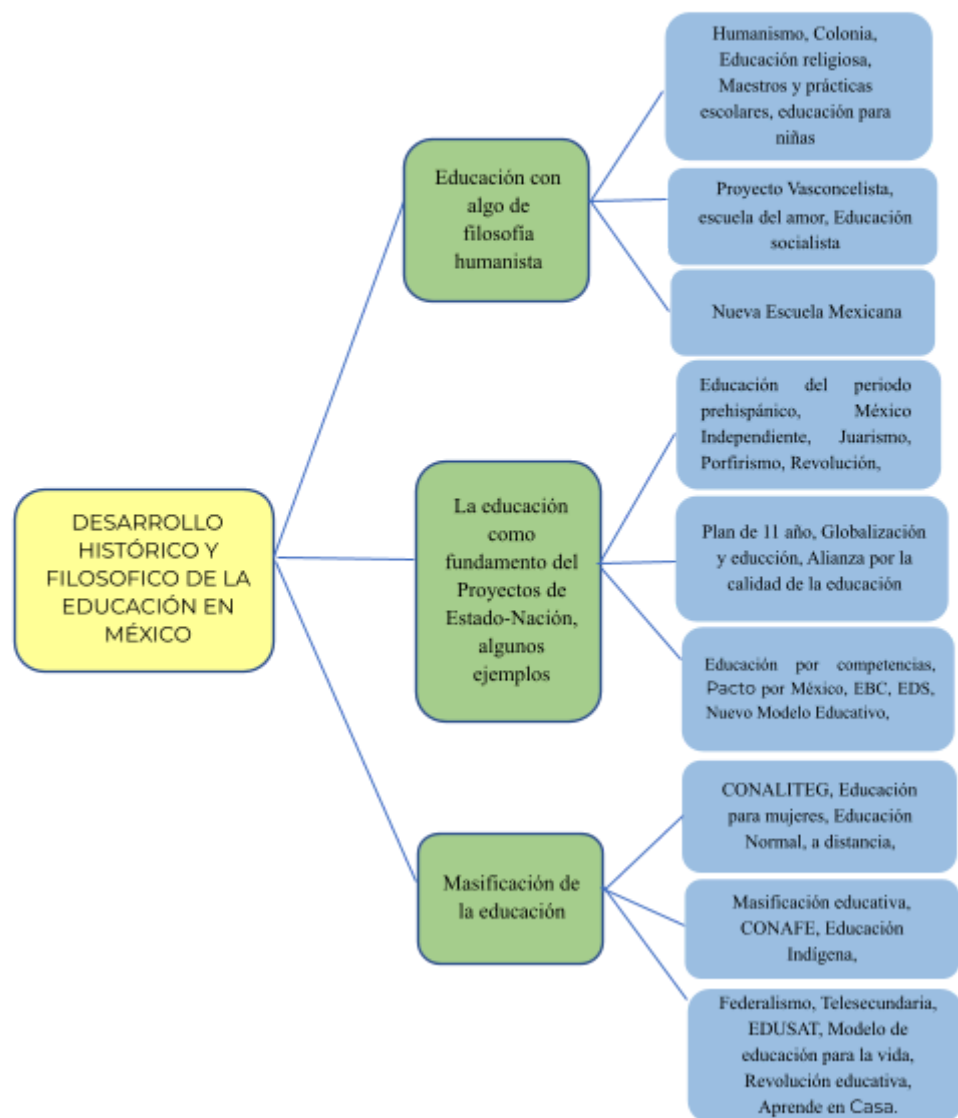 DESARROLLO
HISTÓRICO Y
FILOSOFICO DE LA
EDUCACIÓN EN
MÉXICO
Educación con
algo de
filosofía
humanista
Humanismo, Colonia,
Educación religiosa,
Maestros y prácticas
escolares, educación para
niñas
Proyecto Vasconcelista,
escuela del amor, Educación
socialista
Nueva Escuela Mexicana
La educación
como
fundamento del
Proyectos de
Estado-Nación,
algunos
ejemplos
Educación del periodo
prehispánico, México
Independiente, Juarismo,
Porfirismo, Revolución,
Plan de 11 año, Globalización
y educción, Alianza por la
calidad de la educación
Educación por competencias,
Pacto por México, EBC, EDS,
Nuevo Modelo Educativo,
Masificación de
la educación
CONALITEG, Educación
para mujeres, Educación
Normal, a distancia,
Masificación educativa,
CONAFE, Educación
Indígena,
Federalismo, Telesecundaria,
EDUSAT, Modelo de
educación para la vida,
Revolución educativa,
Aprende en Casa.